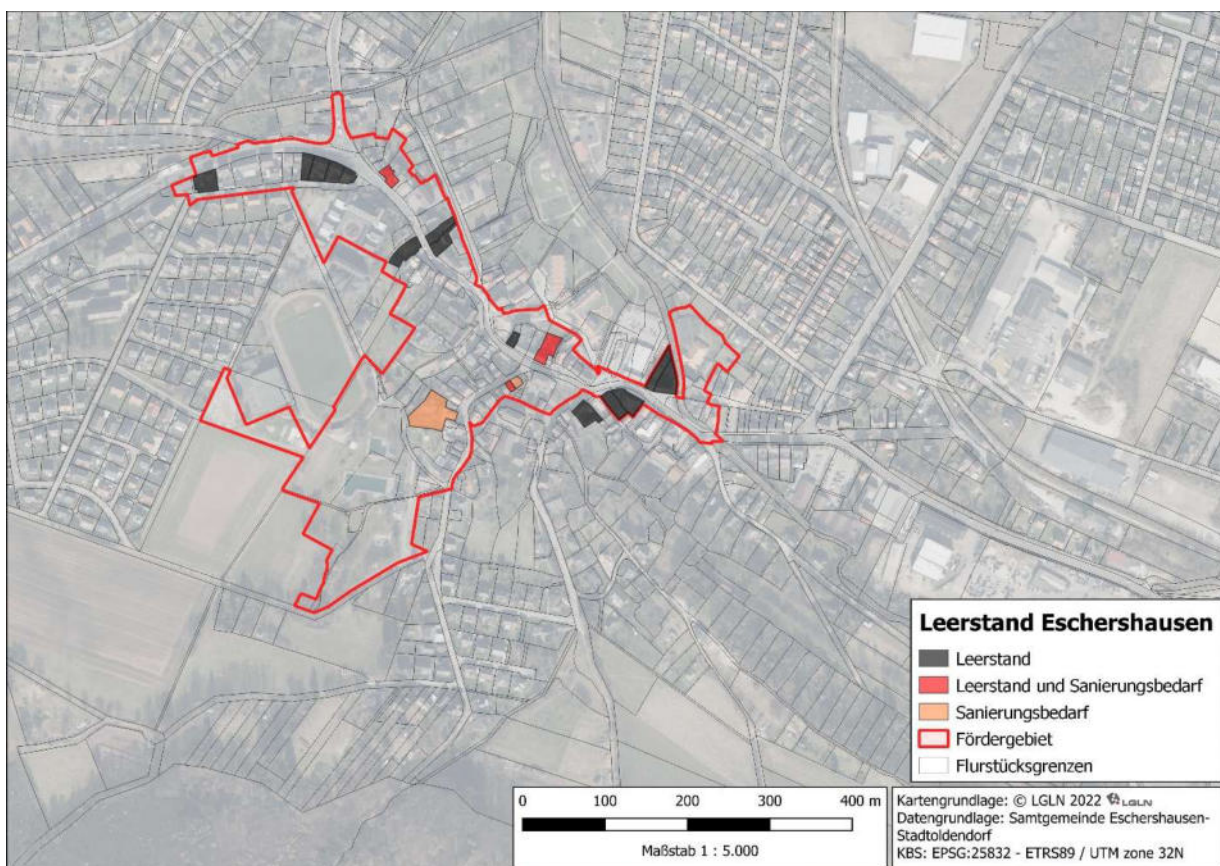 Leerstand Eschershausen
Leerstand
Leerstand und Sanierungsbedarf
Sanierungsbedarf
Fördergebiet
Flurstücksgrenzen
0 100 200 300 400 m
Maßstab 1 : 5.000
Kartengrundlage: © LGLN 2022 LGLN
Datengrundlage: Samtgemeinde Eschershausen-
Stadtoldendorf
KBS: EPSG:25832 - ETRS89 / UTM zone 32N